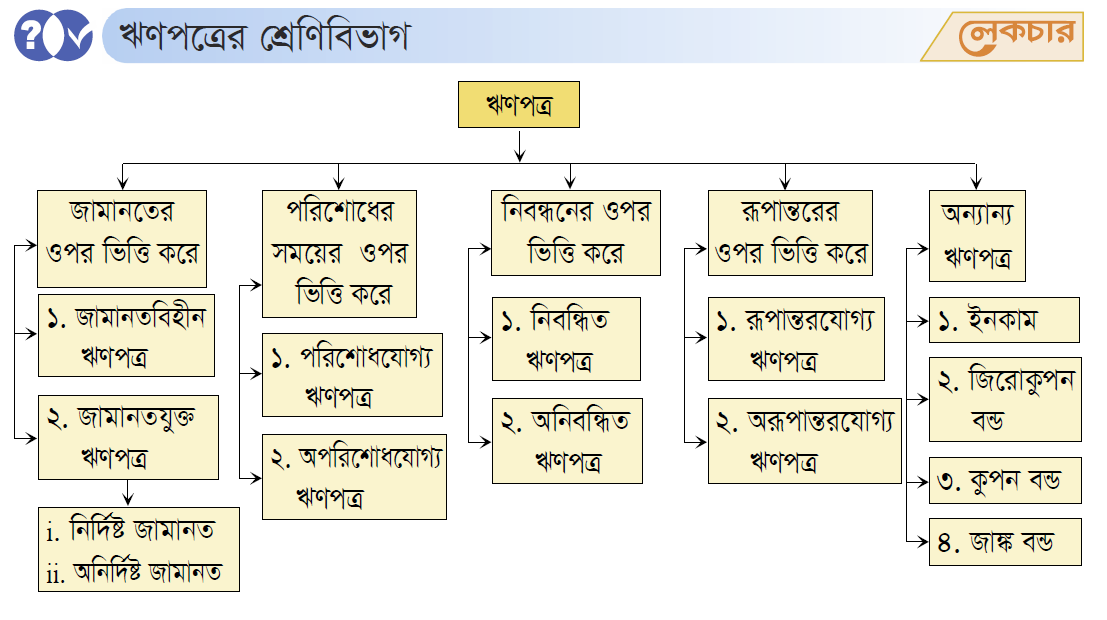 ঋণপত্রের শ্রেণিবিভাগ
লেকচার
ঋণপত্র
জামানতের
ওপর ভিত্তি করে
১. জামানতবিহীন
ঋণপত্র
২. জামানতযুক্ত
ঋণপত্র
i. নির্দিষ্ট জামানত
ii. অনির্দিষ্ট জামানত
পরিশোধের
সময়ের ওপর
ভিত্তি করে
১. পরিশোধযোগ্য
ঋণপত্র
২. অপরিশোধযোগ্য
ঋণপত্র
নিবন্ধনের ওপর
ভিত্তি করে
১. নিবন্ধিত
ঋণপত্র
২. অনিবন্ধিত
ঋণপত্র
রূপান্তরের
ওপর ভিত্তি করে
১. রূপান্তরযোগ্য
ঋণপত্র
২. অরূপান্তরযোগ্য
ঋণপত্র
অন্যান্য
ঋণপত্র
১. ইনকাম
২. জিরোকুপন
বন্ড
৩. কুপন বন্ড
৪. জাঙ্ক বন্ড